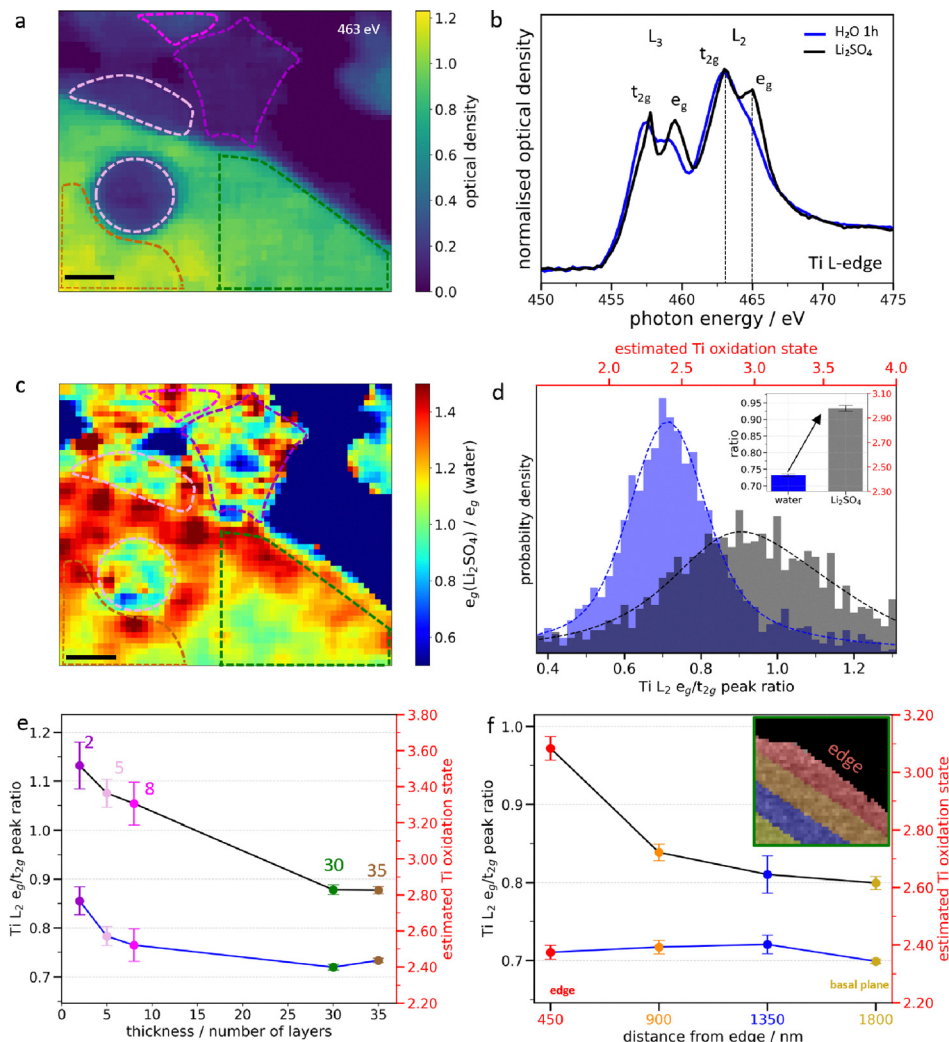 a
463 eV
1.2
1.0
0.8
0.6
0.4
0.2
0.0
optical density
b
L₃
L₂
H₂O 1h
Li₂SO₄
t₂g
e_g
t₂g
e_g
normalised optical density
Ti L-edge
450 455 460 465 470 475
photon energy / eV
c
1.4
1.2
1.0
0.8
0.6
e_g(Li₂SO₄) / e_g (water)
estimated Ti oxidation state
2.0 2.5 3.0 3.5 4.0
d
probability density
0.95
0.90
0.85
0.80
0.75
0.70
ratio
3.10
2.90
2.70
2.50
2.30
water Li₂SO₄
0.4 0.6 0.8 1.0 1.2
Ti L₂ e_g/t₂g peak ratio
e
2
5
8
30
35
1.2
1.1
1.0
0.9
0.8
0.7
Ti L₂ e_g/t₂g peak ratio
3.80
3.60
3.40
3.20
3.00
2.80
2.60
2.40
2.20
estimated Ti oxidation state
0 5 10 15 20 25 30 35
thickness / number of layers
f
edge
1.0
0.9
0.8
0.7
Ti L₂ e_g/t₂g peak ratio
3.20
3.00
2.80
2.60
2.40
2.20
estimated Ti oxidation state
edge
basal plane
450 900 1350 1800
distance from edge / nm